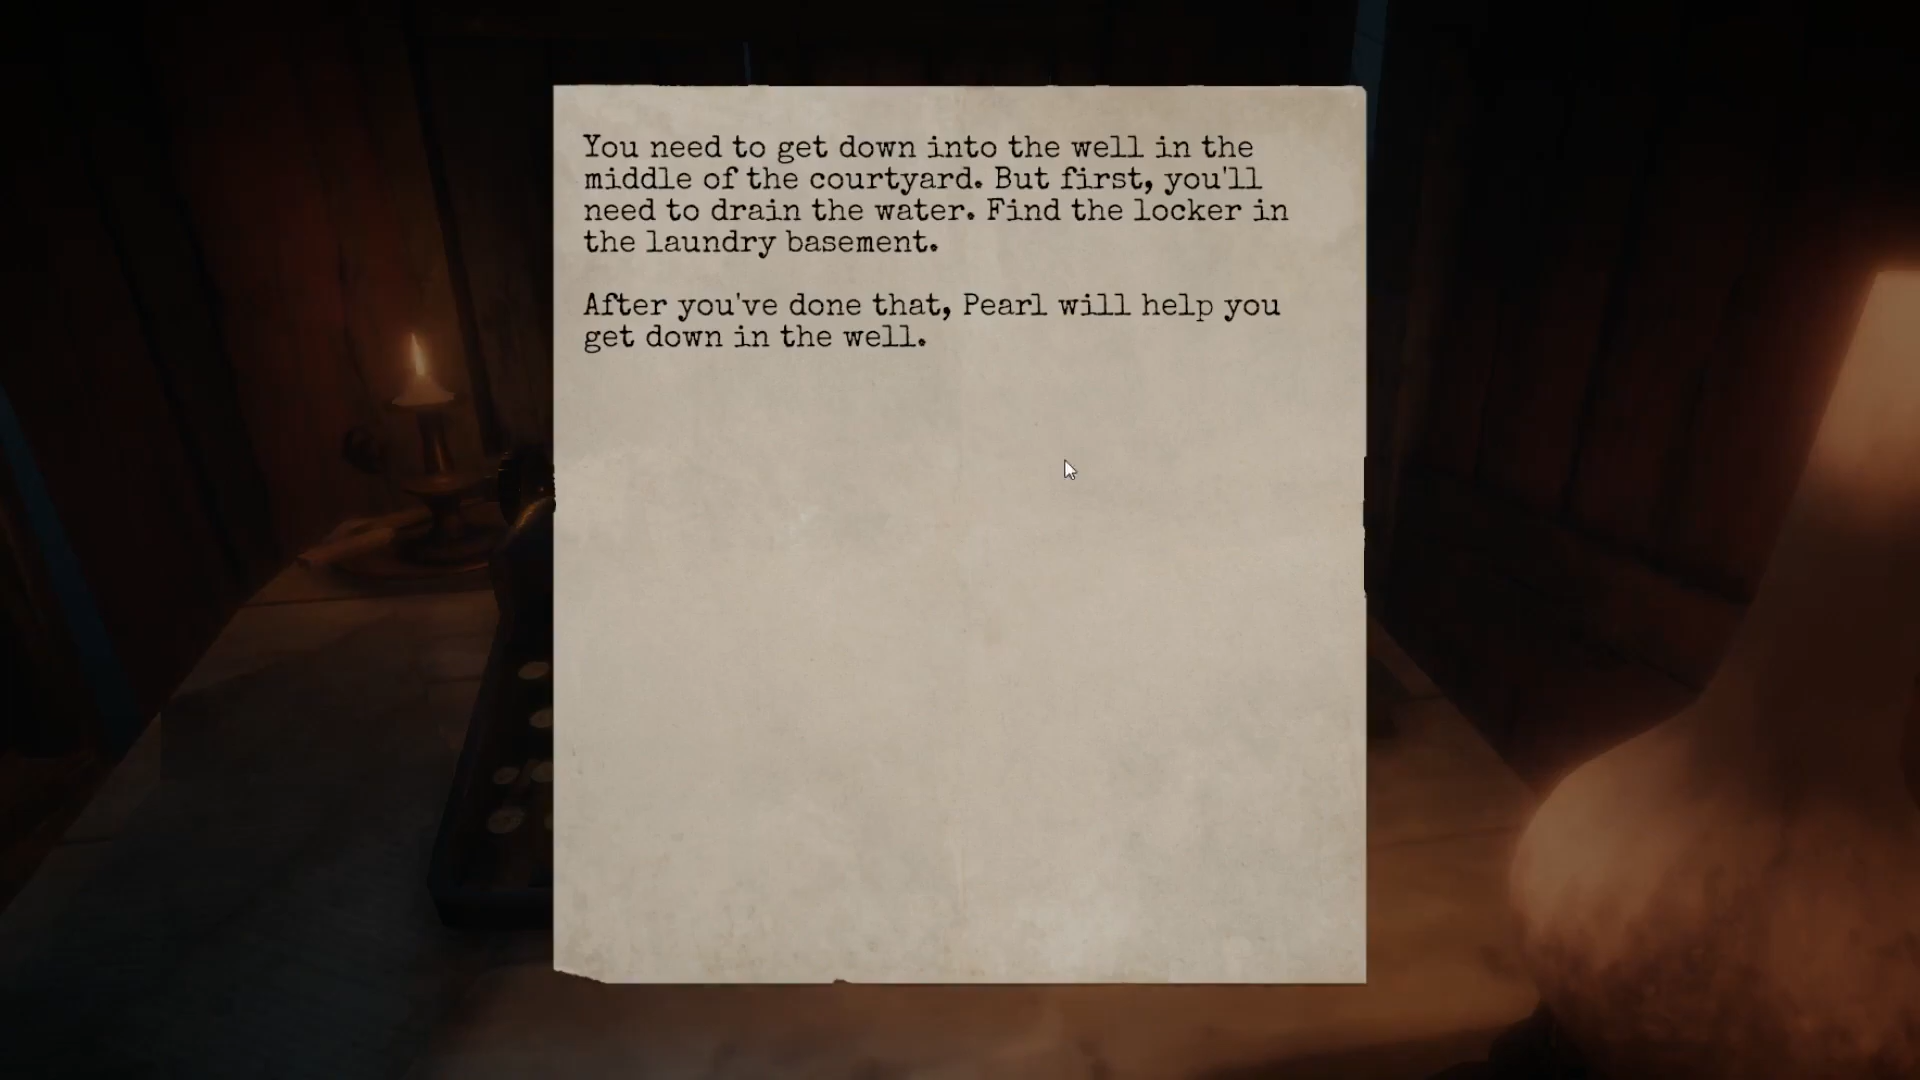 You need to get down into the well in the
middle of the courtyard. But first, you'll
need to drain the water. Find the locker in
the laundry basement.
After you've done that, Pearl will help you
get down in the well.